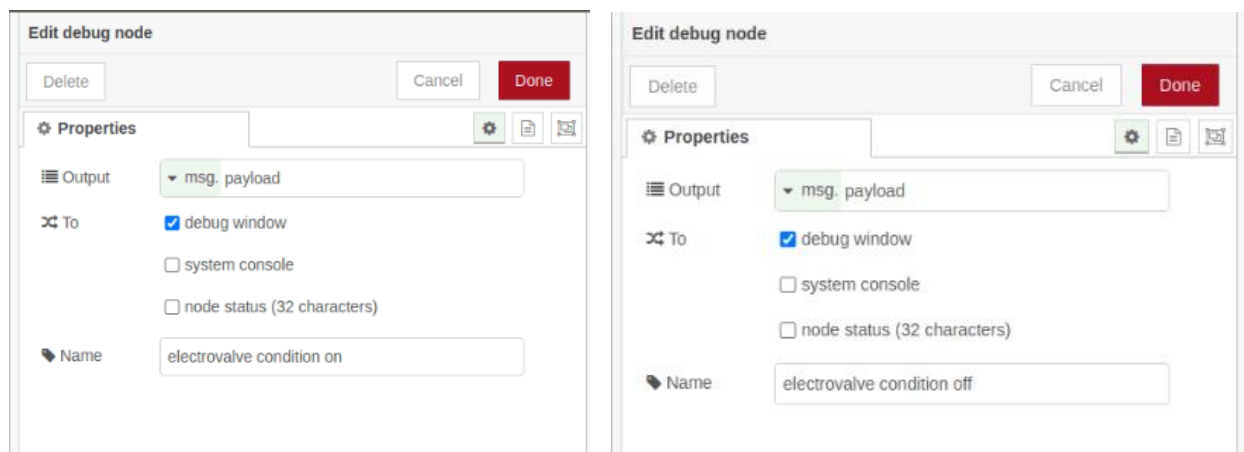 Edit debug node
Delete
Cancel
Done
Properties
Output
msg. payload
To
debug window
system console
node status (32 characters)
Name
electrovalve condition on
Edit debug node
Delete
Cancel
Done
Properties
Output
msg. payload
To
debug window
system console
node status (32 characters)
Name
electrovalve condition off